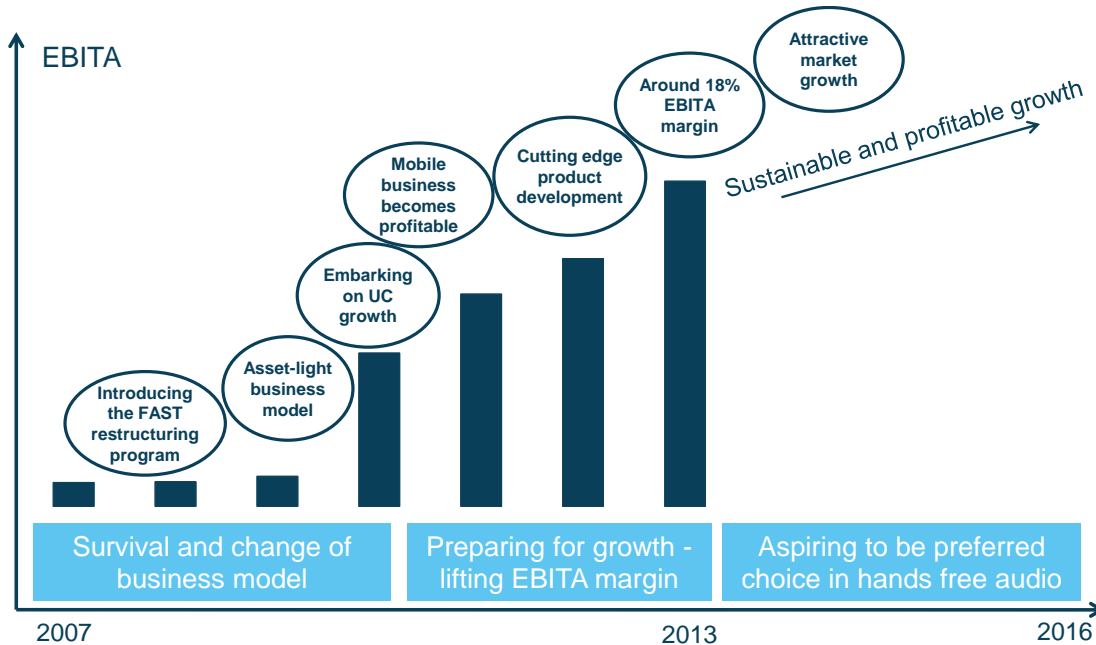 EBITA
Attractive
market
growth
Around 18%
EBITA
margin
Sustainable and profitable growth
Cutting edge
product
development
Mobile
business
becomes
profitable
Embarking
on UC
growth
Asset-light
business
model
Introducing
the FAST
restructuring
program
Survival and change of
business model
Preparing for growth -
lifting EBITA margin
Aspiring to be preferred
choice in hands free audio
2007
2013
2016